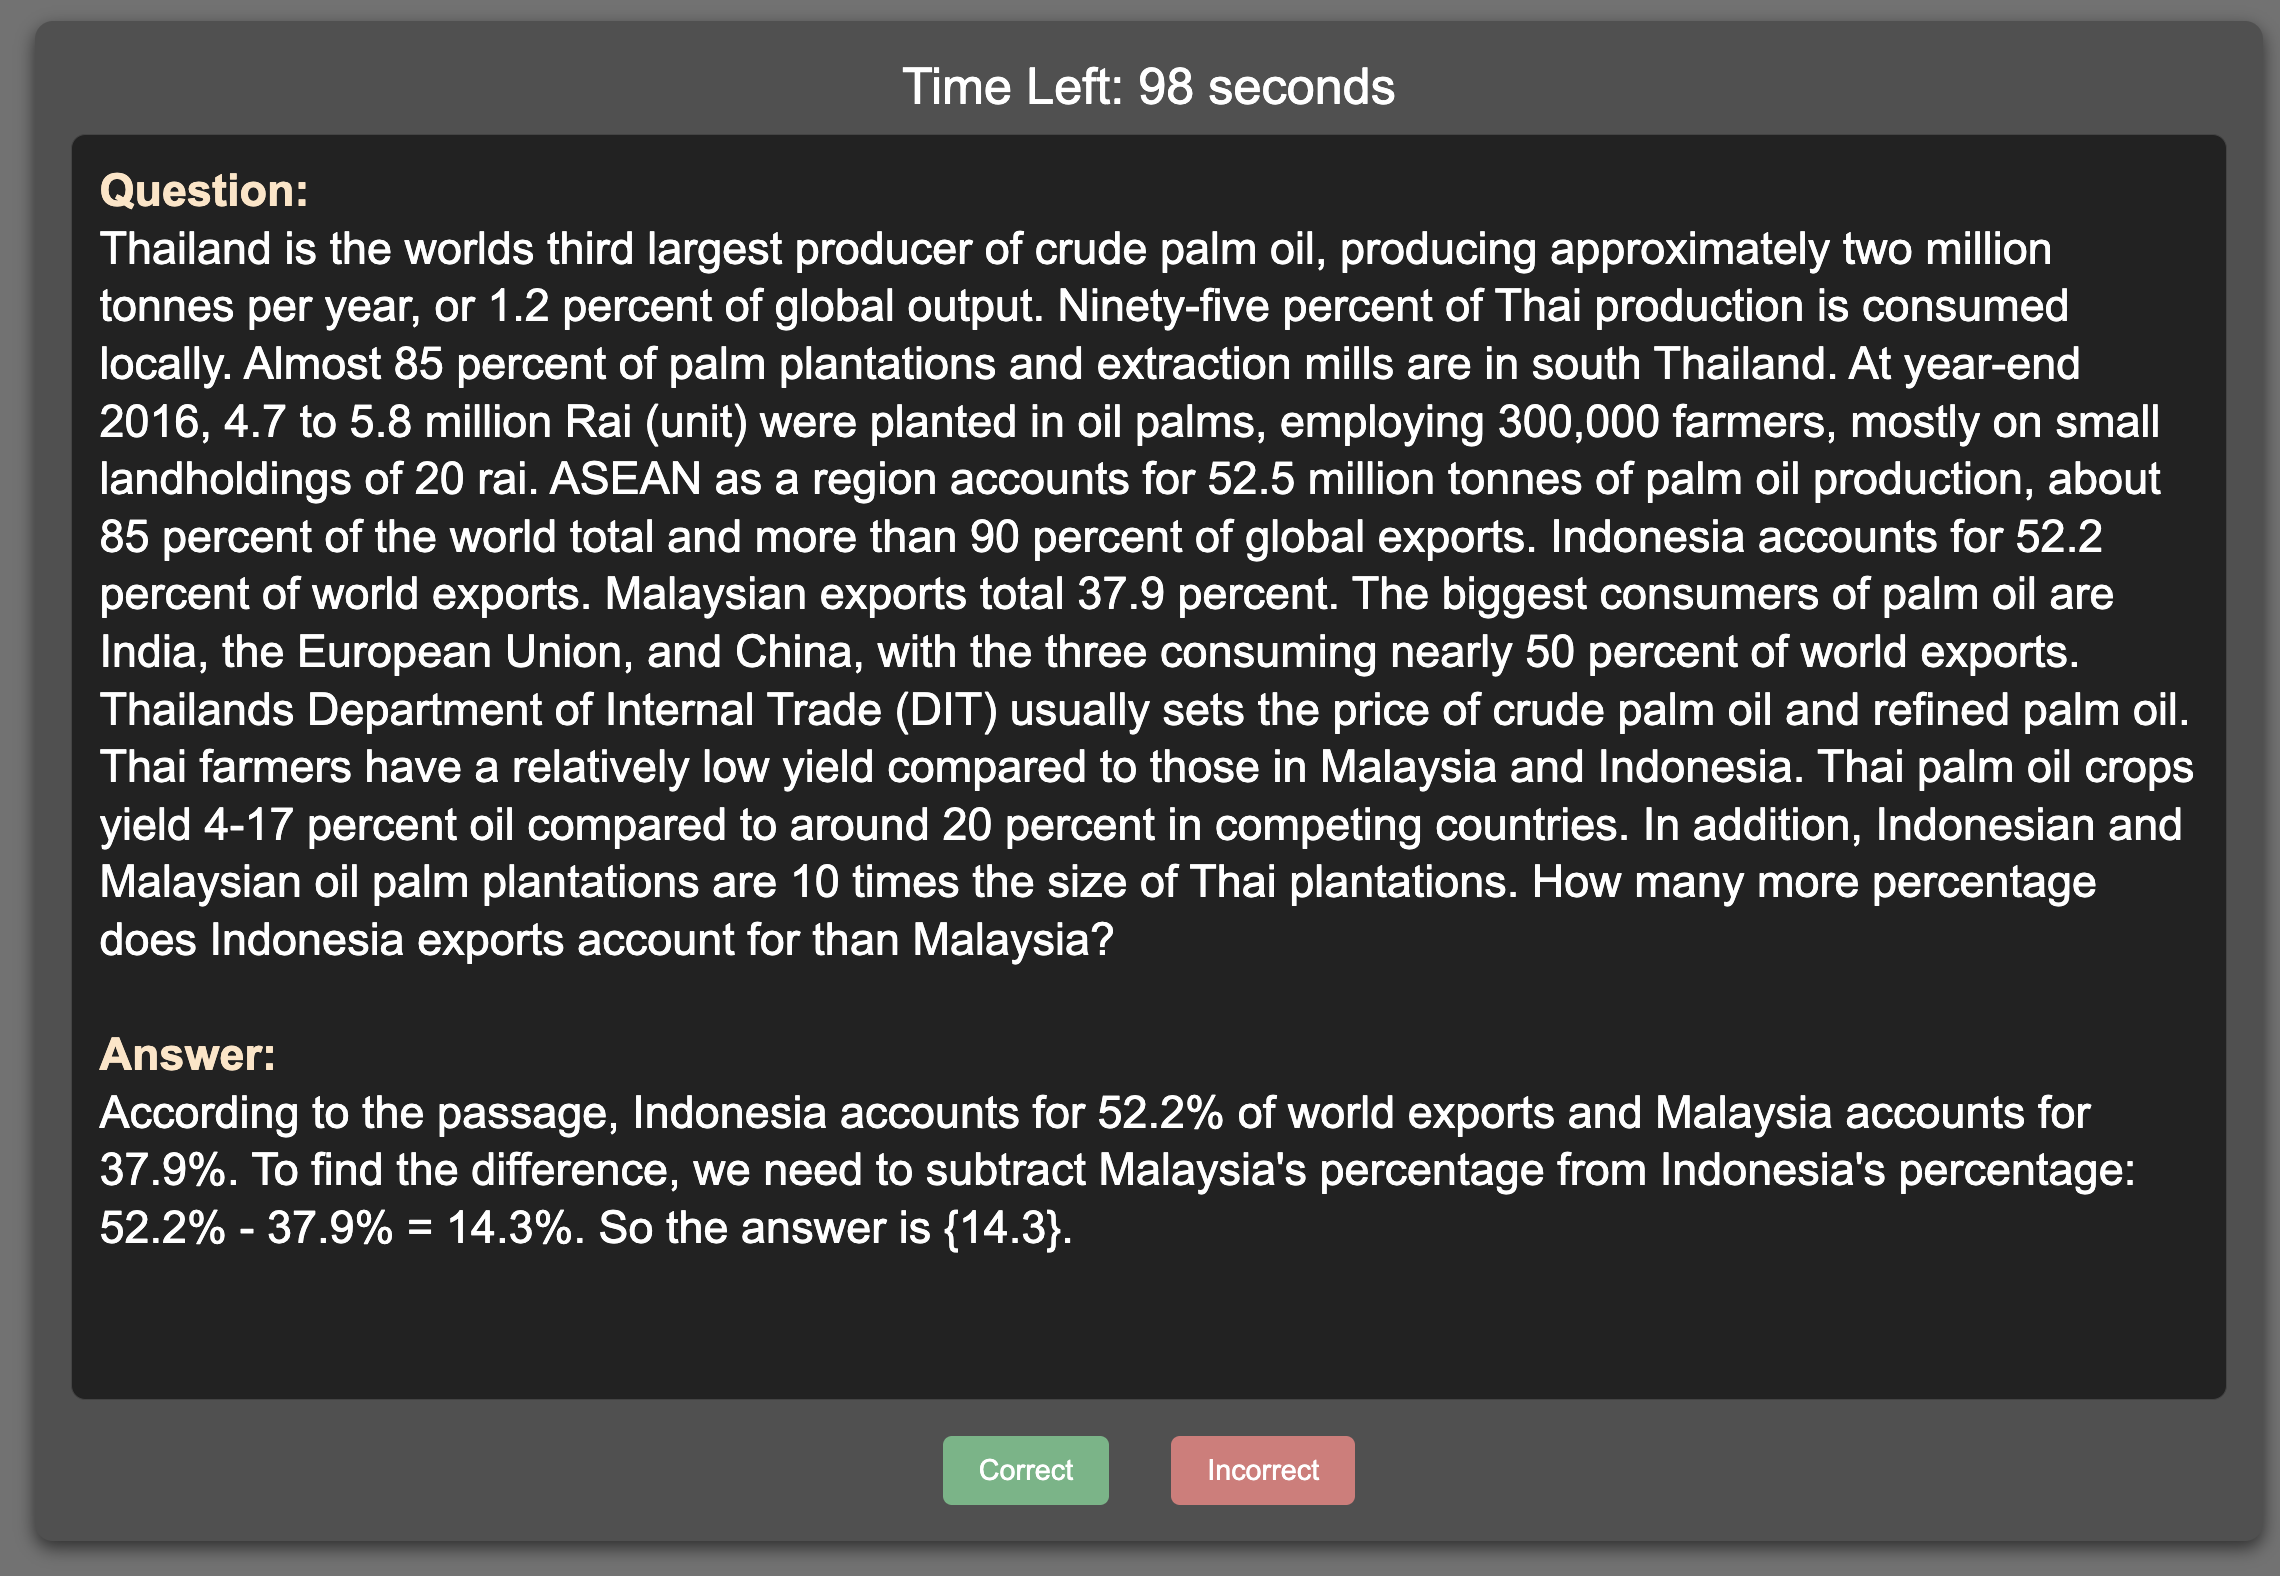 Time Left: 98 seconds
Question:
Thailand is the worlds third largest producer of crude palm oil, producing approximately two million
tonnes per year, or 1.2 percent of global output. Ninety-five percent of Thai production is consumed
locally. Almost 85 percent of palm plantations and extraction mills are in south Thailand. At year-end
2016, 4.7 to 5.8 million Rai (unit) were planted in oil palms, employing 300,000 farmers, mostly on small
landholdings of 20 rai. ASEAN as a region accounts for 52.5 million tonnes of palm oil production, about
85 percent of the world total and more than 90 percent of global exports. Indonesia accounts for 52.2
percent of world exports. Malaysian exports total 37.9 percent. The biggest consumers of palm oil are
India, the European Union, and China, with the three consuming nearly 50 percent of world exports.
Thailands Department of Internal Trade (DIT) usually sets the price of crude palm oil and refined palm oil.
Thai farmers have a relatively low yield compared to those in Malaysia and Indonesia. Thai palm oil crops
yield 4-17 percent oil compared to around 20 percent in competing countries. In addition, Indonesian and
Malaysian oil palm plantations are 10 times the size of Thai plantations. How many more percentage
does Indonesia exports account for than Malaysia?
Answer:
According to the passage, Indonesia accounts for 52.2% of world exports and Malaysia accounts for
37.9%. To find the difference, we need to subtract Malaysia's percentage from Indonesia's percentage:
52.2% - 37.9% = 14.3%. So the answer is {14.3}.
Correct
Incorrect